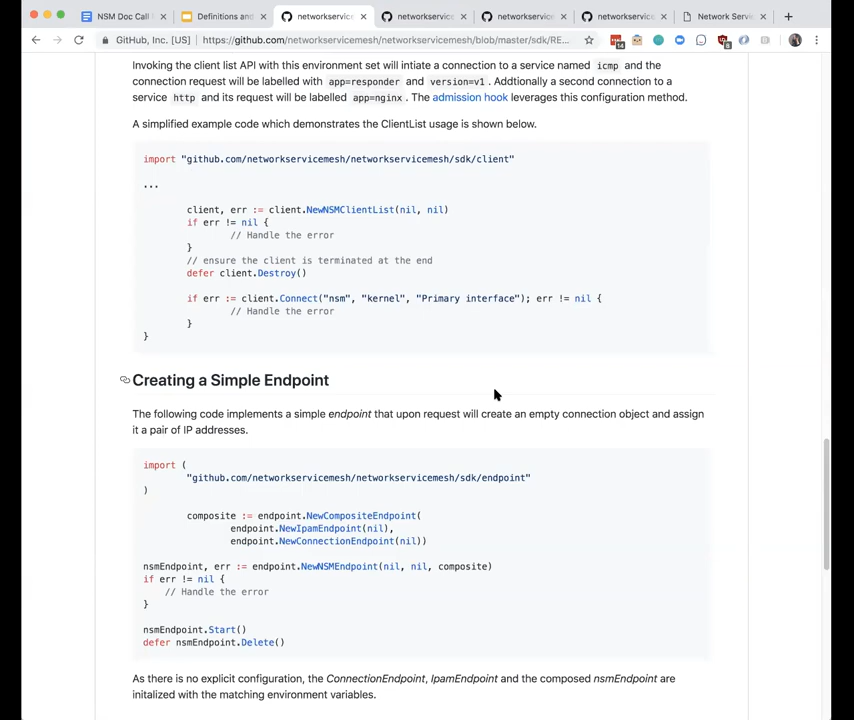 NSM Doc Call
Definitions and
networkservice
networkservice
networkservice
networkservice
Network Servi
GitHub, Inc. [US]
https://github.com/networkservicemesh/networkservicemesh/blob/master/sdk/RE...
14
8
Invoking the client list API with this environment set will intiate a connection to a service named icmp and the
connection request will be labelled with app=responder and version=v1. Addtionally a second connection to a
service http and its request will be labelled app=nginx. The admission hook leverages this configuration method.
A simplified example code which demonstrates the ClientList usage is shown below.
import "github.com/networkservicemesh/networkservicemesh/sdk/client"
...
client, err := client.NewNSMClientList(nil, nil)
if err != nil {
// Handle the error
}
// ensure the client is terminated at the end
defer client.Destroy()
if err := client.Connect("nsm", "kernel", "Primary interface"); err != nil {
// Handle the error
}
}
Creating a Simple Endpoint
The following code implements a simple endpoint that upon request will create an empty connection object and assign
it a pair of IP addresses.
import (
"github.com/networkservicemesh/networkservicemesh/sdk/endpoint"
)
composite := endpoint.NewCompositeEndpoint(
endpoint.NewIpamEndpoint(nil),
endpoint.NewConnectionEndpoint(nil))
nsmEndpoint, err := endpoint.NewNSMEndpoint(nil, nil, composite)
if err != nil {
// Handle the error
}
nsmEndpoint.Start()
defer nsmEndpoint.Delete()
As there is no explicit configuration, the ConnectionEndpoint, IpamEndpoint and the composed nsmEndpoint are
initalized with the matching environment variables.